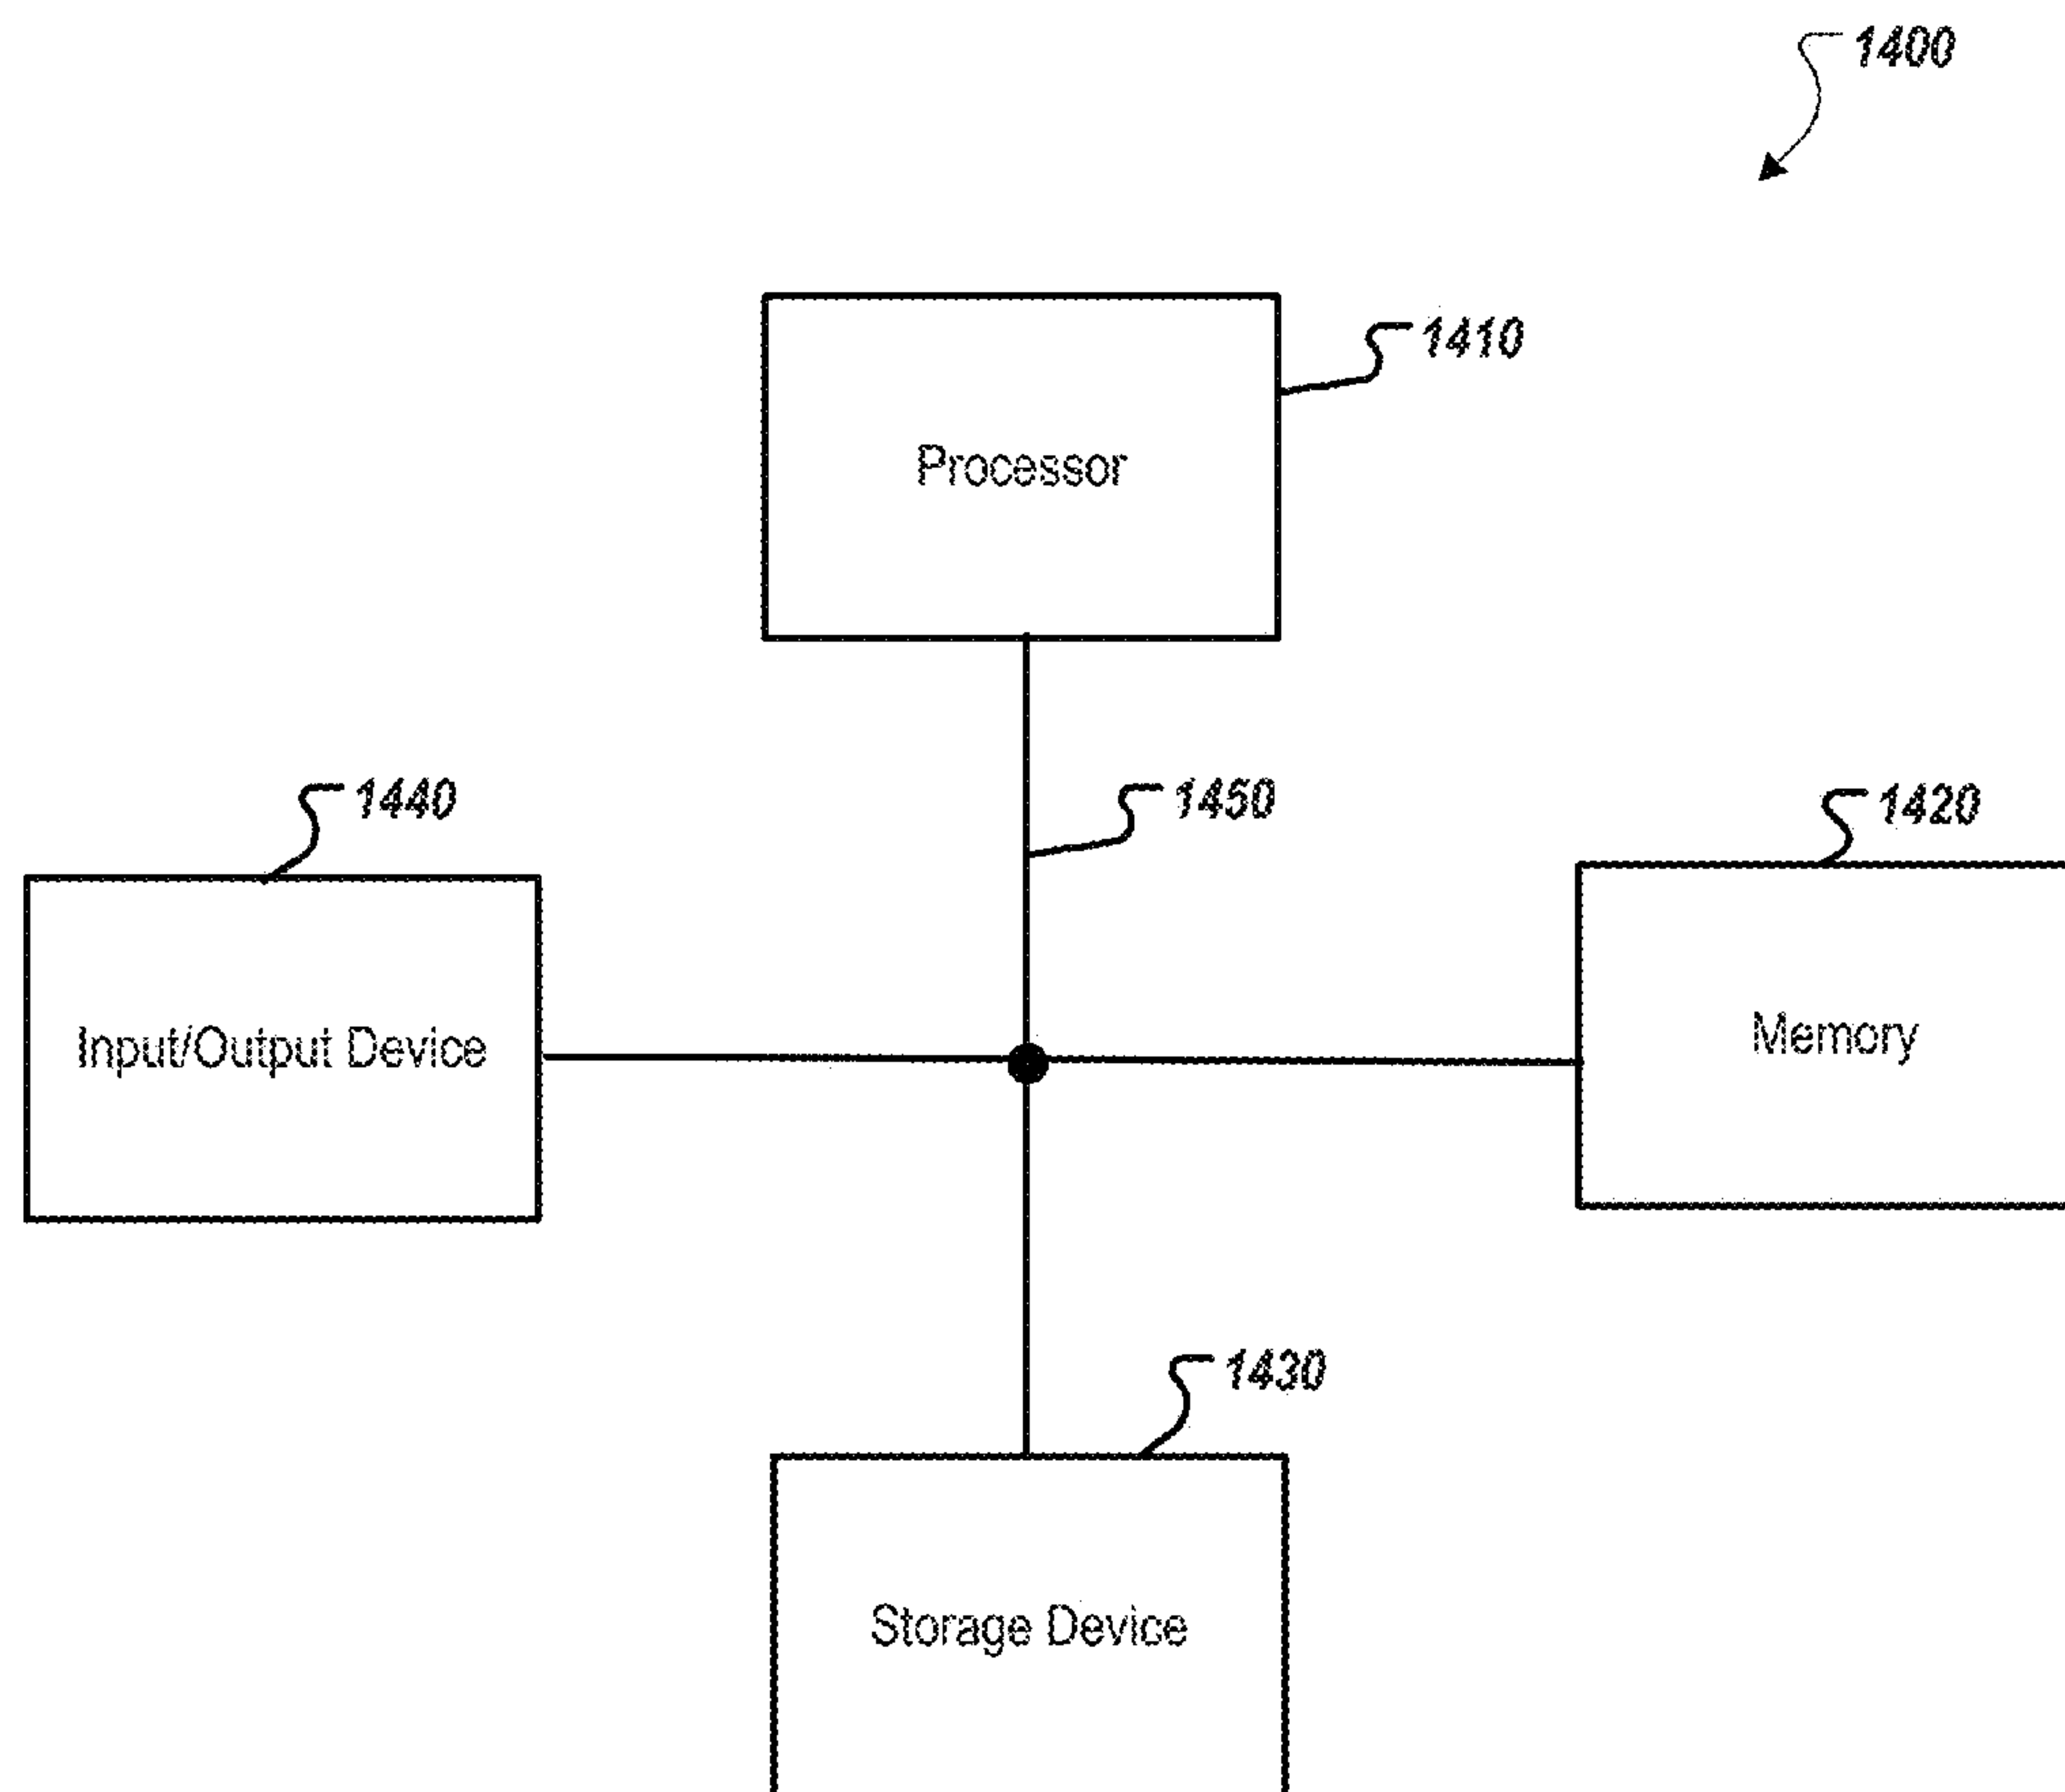 1400
1410
Processor
1440
1450
1420
Input/Output Device
Memory
1430
Storage Device